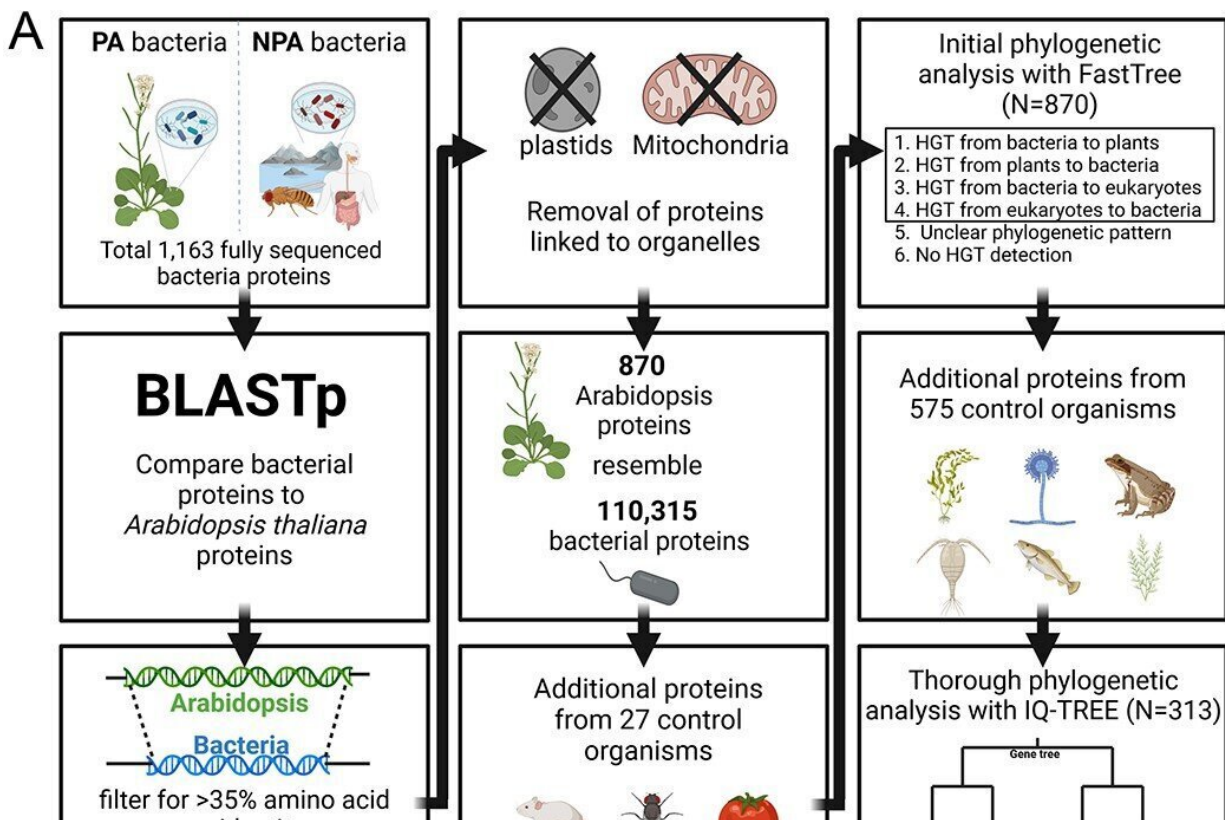 A
PA bacteria
NPA bacteria
Total 1,163 fully sequenced
bacteria proteins
BLASTp
Compare bacterial
proteins to
Arabidopsis thaliana
proteins
Arabidopsis
Bacteria
filter for >35% amino acid
plastids
Mitochondria
Removal of proteins
linked to organelles
870
Arabidopsis
proteins
resemble
110,315
bacterial proteins
Additional proteins
from 27 control
organisms
Initial phylogenetic
analysis with FastTree
(N=870)
1. HGT from bacteria to plants
2. HGT from plants to bacteria
3. HGT from bacteria to eukaryotes
4. HGT from eukaryotes to bacteria
5. Unclear phylogenetic pattern
6. No HGT detection
Additional proteins from
575 control organisms
Thorough phylogenetic
analysis with IQ-TREE (N=313)
Gene tree